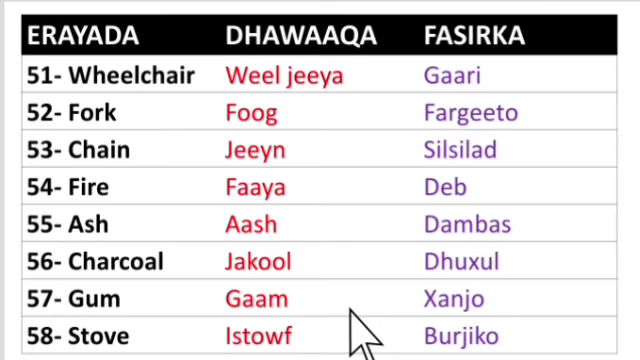 ERAYADA DHAWAAQA FASIRKA
51- Wheelchair Weel jeeya Gaari
52- Fork Foog Fargeeto
53- Chain Jeeyn Silsilad
54- Fire Faaya Deb
55- Ash Aash Dambas
56- Charcoal Jakool Dhuxul
57- Gum Gaam Xanjo
58- Stove Istowf Burjiko